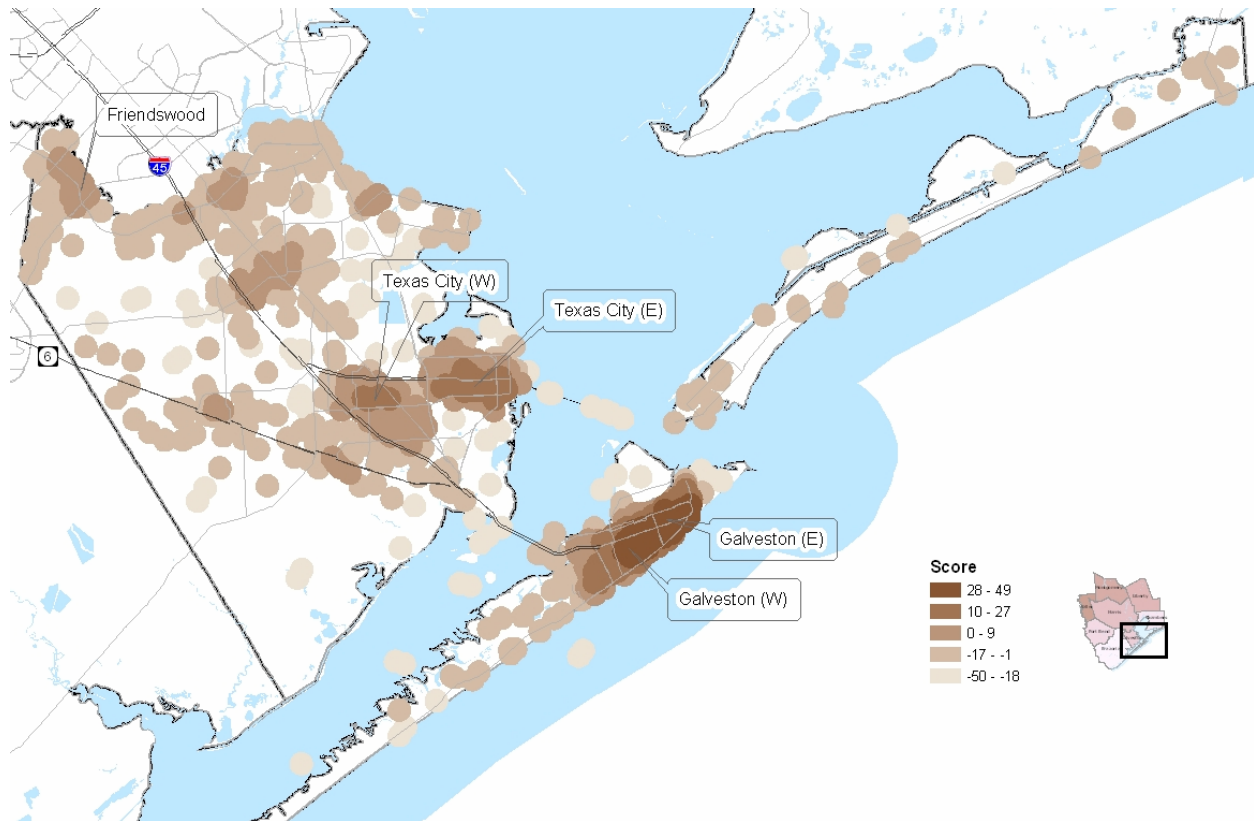 Friendswood
45
Texas City (W)
Texas City (E)
6
Galveston (E)
Galveston (W)
Score
28 - 49
10 - 27
0 - 9
-17 - -1
-50 - -18